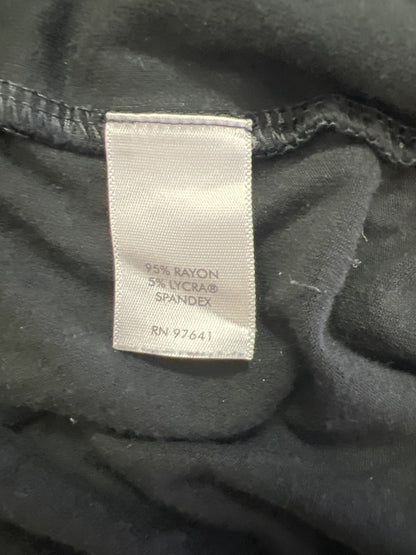 95% RAYON
5% LYCRA®
SPANDEX
RN 97641